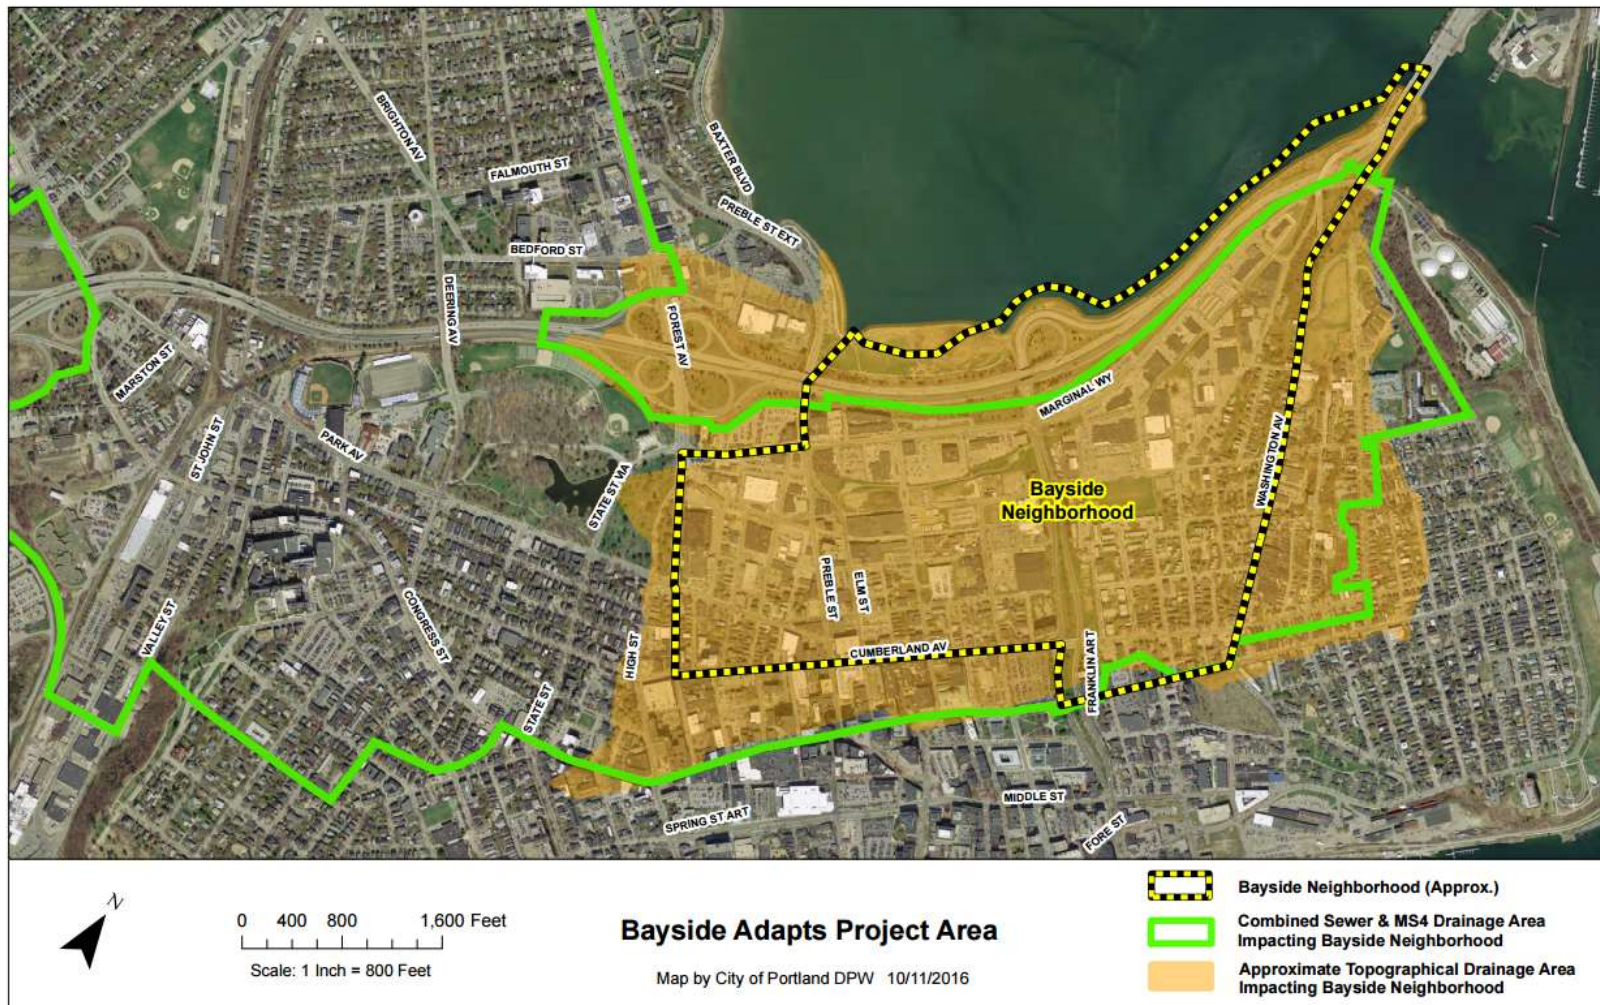 BRIGHTON AV
FALMOUTH ST
BAXTER BLVD
PREBLE ST EXT
BEDFORD ST
DEERING AV
FOREST AV
MARSTON ST
MARGINAL WY
ST JOHN ST
PARK AV
STATE ST VIA
WASHINGTON AV
Bayside
Neighborhood
PREBLE ST
ELM ST
VALLEY ST
CONGRESS ST
HIGH ST
CUMBERLAND AV
FRANKLIN ART
STATE ST
SPRING ST ART
MIDDLE ST
FORE ST
N
0 400 800 1,600 Feet
Scale: 1 Inch = 800 Feet
Bayside Adapts Project Area
Map by City of Portland DPW 10/11/2016
Bayside Neighborhood (Approx.)
Combined Sewer & MS4 Drainage Area
Impacting Bayside Neighborhood
Approximate Topographical Drainage Area
Impacting Bayside Neighborhood